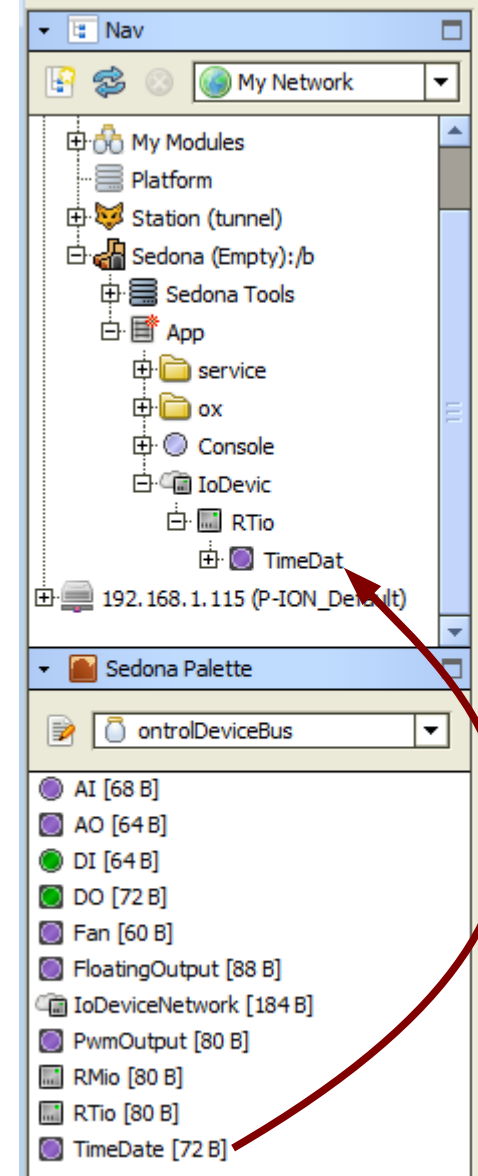 Nav
My Network
My Modules
Platform
Station (tunnel)
Sedona (Empty):/b
Sedona Tools
App
service
ox
Console
IoDevic
RTio
TimeDat
192.168.1.115 (P-ION_Default)
Sedona Palette
ontrolDeviceBus
AI [68 B]
AO [64 B]
DI [64 B]
DO [72 B]
Fan [60 B]
FloatingOutput [88 B]
IoDeviceNetwork [184 B]
PwmOutput [80 B]
RMio [80 B]
RTio [80 B]
TimeDate [72 B]